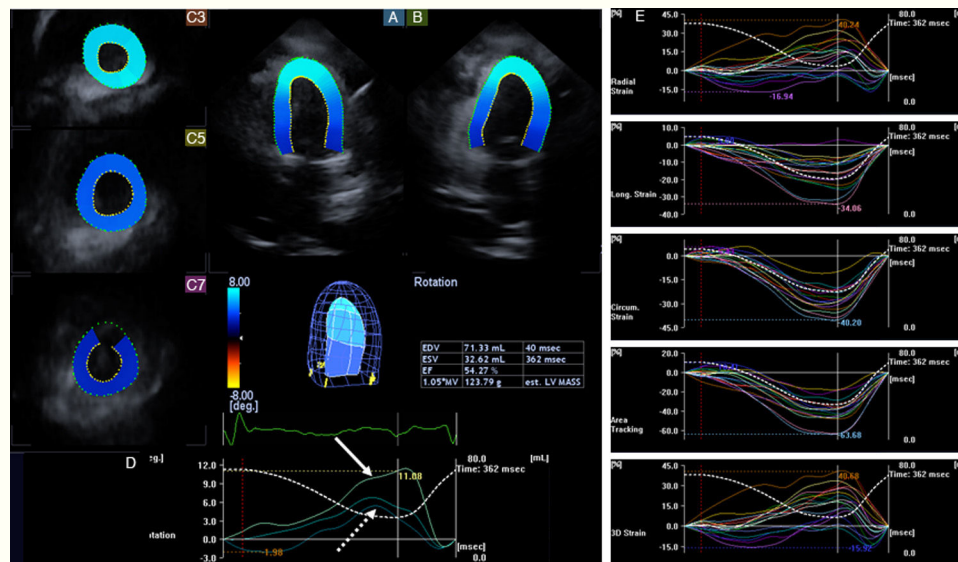 C3
C5
C7
A
B
8.00
-8.00
[deg.]
Rotation
EDV 71.33 mL 40 msec
ESV 32.62 mL 362 msec
EF 54.27 %
1.05*MV 123.79 g est. LV MASS
D
eg.]
12.0
9.0
6.0
3.0
0.0
-3.0
otation
11.08
-1.98
80.0
[mL]
Time: 362 msec
[msec]
0.0
E
[%]
45.0
30.0
15.0
0.0
-15.0
Radial
Strain
40.24
-16.94
80.0
Time: 362 msec
[msec]
0.0
[%]
10.0
0.0
-10.0
-20.0
-30.0
-40.0
Long. Strain
-34.06
80.0
Time: 362 msec
[msec]
0.0
[%]
0.0
-15.0
-30.0
-45.0
Circum.
Strain
-40.20
80.0
Time: 362 msec
[msec]
0.0
[%]
20.0
0.0
-20.0
-40.0
-60.0
Area
Tracking
-63.68
80.0
Time: 362 msec
[msec]
0.0
[%]
45.0
30.0
15.0
0.0
-15.0
3D Strain
40.68
-15.92
80.0
Time: 362 msec
[msec]
0.0